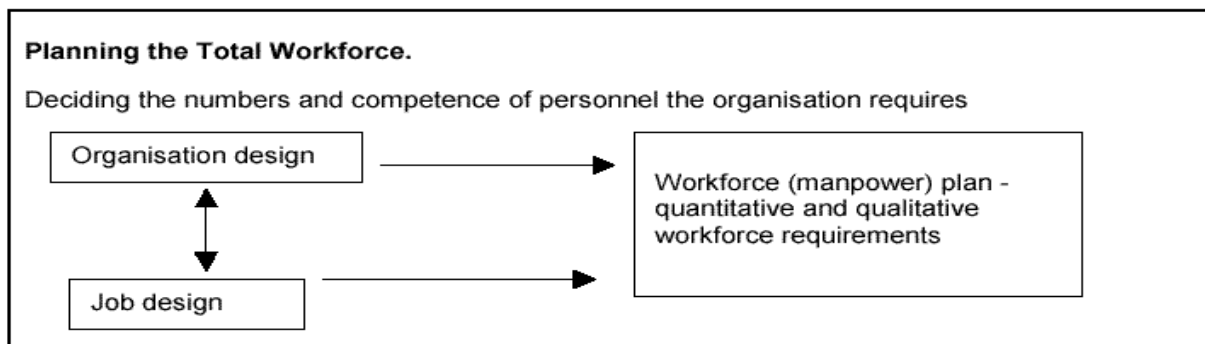 Planning the Total Workforce.
Deciding the numbers and competence of personnel the organisation requires
Organisation design
Workforce (manpower) plan -
quantitative and qualitative
workforce requirements
Job design